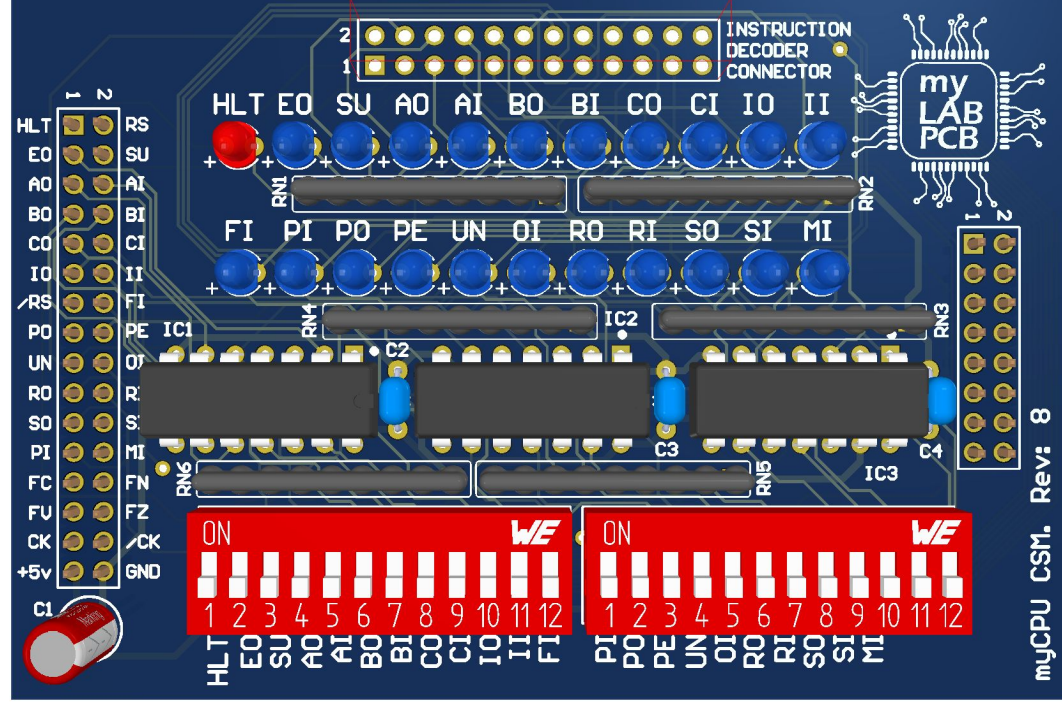 2
1
INSTRUCTION
DECODER
CONNECTOR
my
LAB
PCB
HLT EO SU AO AI BO BI CO CI IO II
RN1
RN2
FI PI PO PE UN OI RO RI SO SI MI
RN4
RN3
1 2
HLT RS
EO SU
AO AI
BO BI
CO CI
IO II
/RS FI
PO PE
UN OI
RO
SO
PI MI
FC FN
FV FZ
CK /CK
+5v GND
C1
1 2
IC1
C2
IC2
C3
C4
IC3
RN6
RN5
ON WE
1 2 3 4 5 6 7 8 9 10 11 12
HLT EO SU AO AI BO BI CO CI IO II FI
ON WE
1 2 3 4 5 6 7 8 9 10 11 12
PI PO PE UN OI RO RI SO SI MI
myCPU CSM. Rev: 8